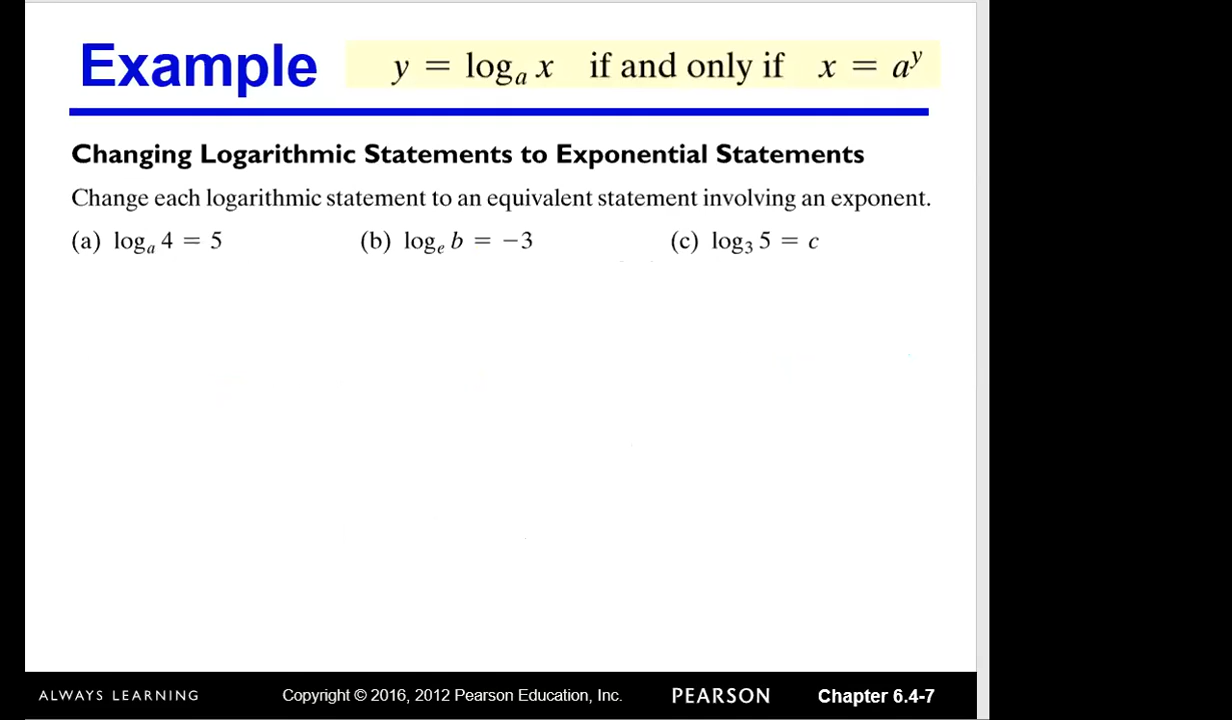 Example y = logₐ x if and only if x = aʸ
Changing Logarithmic Statements to Exponential Statements
Change each logarithmic statement to an equivalent statement involving an exponent.
(a) logₐ 4 = 5 (b) logₑ b = −3 (c) log₃ 5 = c
ALWAYS LEARNING Copyright © 2016, 2012 Pearson Education, Inc. PEARSON Chapter 6.4-7